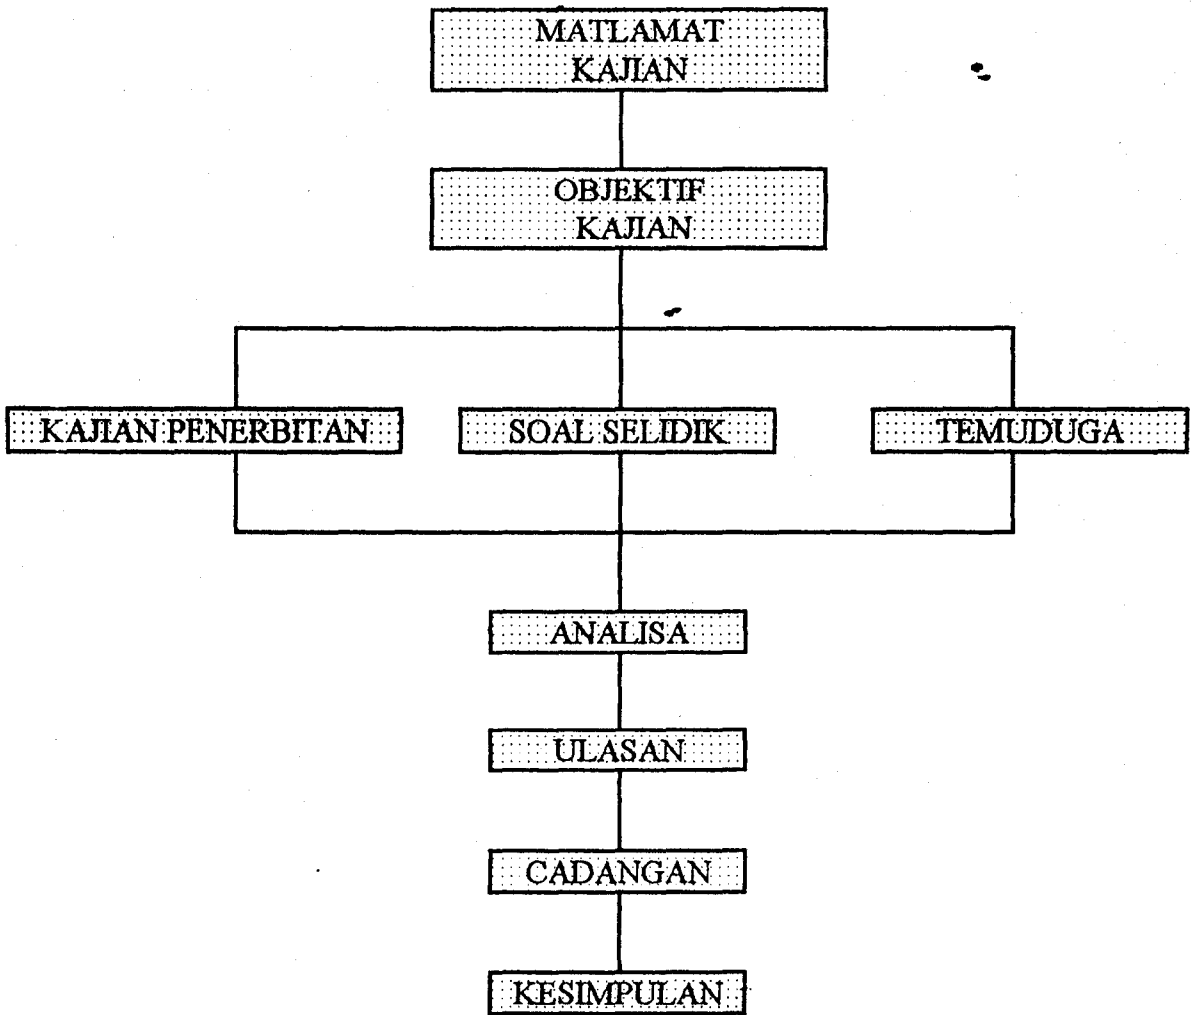 MATLAMAT
KAJIAN
OBJEKTIF
KAJIAN
KAJIAN PENERBITAN
SOAL SELIDIK
TEMUDUGA
ANALISA
ULASAN
CADANGAN
KESIMPULAN